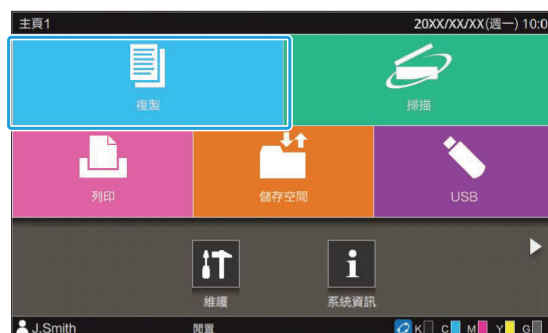 主頁1 20XX/XX/XX(週一) 10:0
複製 掃描
列印 儲存空間 USB
維護 系統資訊
J.Smith 閒置 K C M Y G